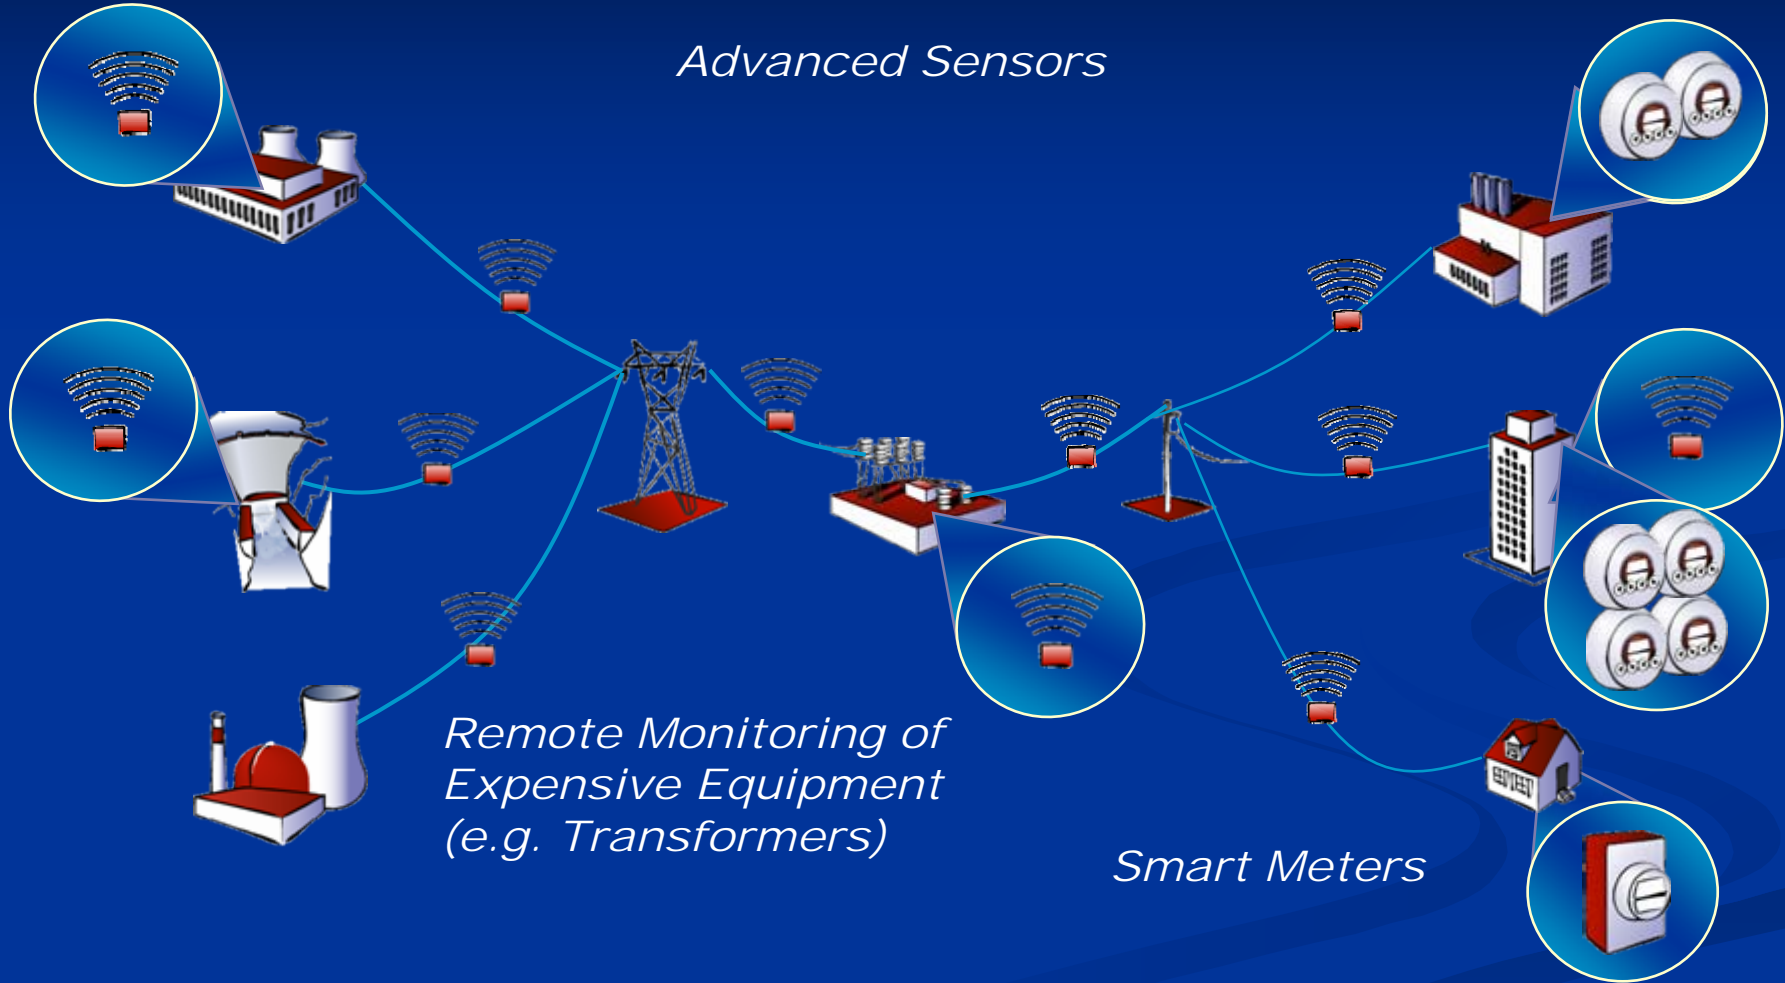 Advanced Sensors
Remote Monitoring of
Expensive Equipment
(e.g. Transformers)
Smart Meters